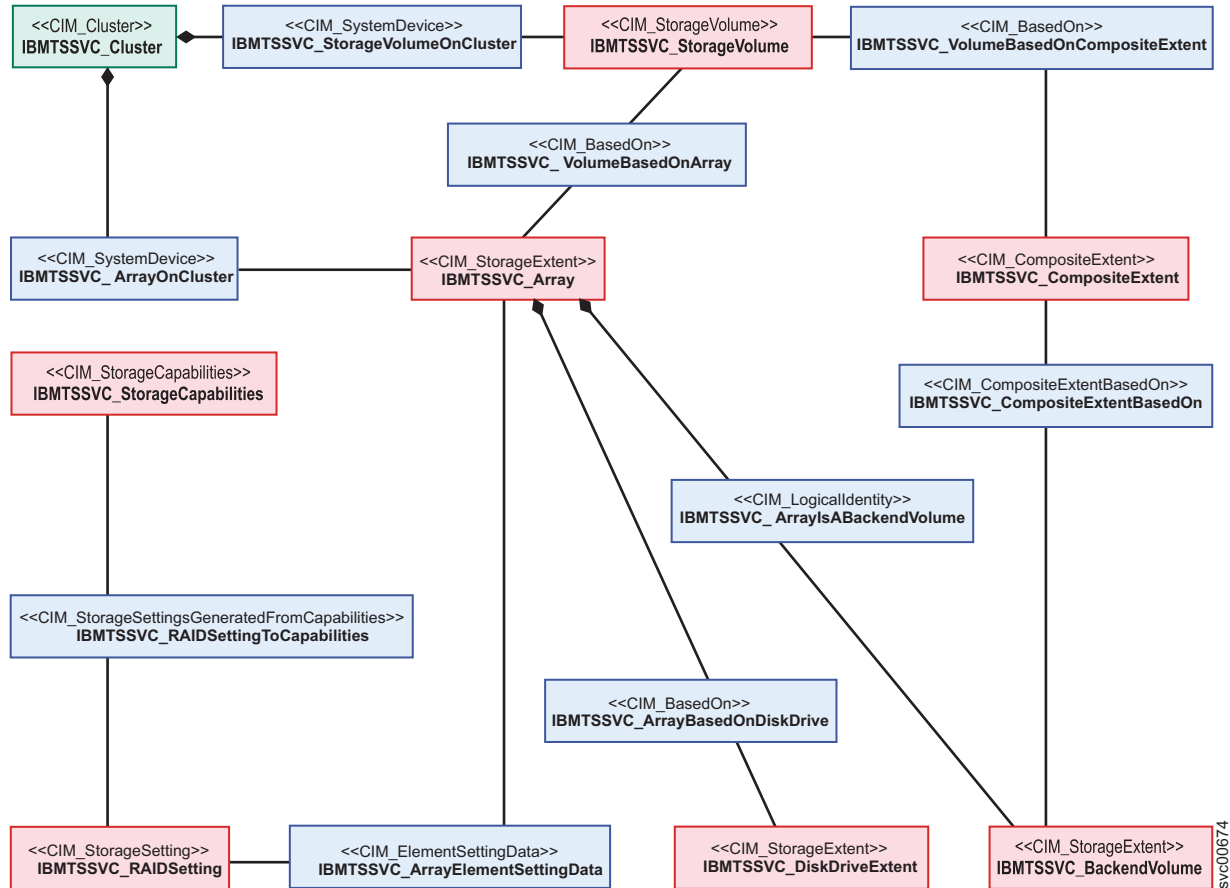 <<CIM_Cluster>>
IBMTSSVC_Cluster
<<CIM_SystemDevice>>
IBMTSSVC_StorageVolumeOnCluster
<<CIM_StorageVolume>>
IBMTSSVC_StorageVolume
<<CIM_BasedOn>>
IBMTSSVC_VolumeBasedOnCompositeExtent
<<CIM_BasedOn>>
IBMTSSVC_ VolumeBasedOnArray
<<CIM_SystemDevice>>
IBMTSSVC_ ArrayOnCluster
<<CIM_StorageExtent>>
IBMTSSVC_Array
<<CIM_CompositeExtent>>
IBMTSSVC_CompositeExtent
<<CIM_StorageCapabilities>>
IBMTSSVC_StorageCapabilities
<<CIM_CompositeExtentBasedOn>>
IBMTSSVC_CompositeExtentBasedOn
<<CIM_LogicalIdentity>>
IBMTSSVC_ ArrayIsABackendVolume
<<CIM_StorageSettingsGeneratedFromCapabilities>>
IBMTSSVC_RAIDSettingToCapabilities
<<CIM_BasedOn>>
IBMTSSVC_ArrayBasedOnDiskDrive
<<CIM_StorageSetting>>
IBMTSSVC_RAIDSetting
<<CIM_ElementSettingData>>
IBMTSSVC_ArrayElementSettingData
<<CIM_StorageExtent>>
IBMTSSVC_DiskDriveExtent
<<CIM_StorageExtent>>
IBMTSSVC_BackendVolume
svc00674